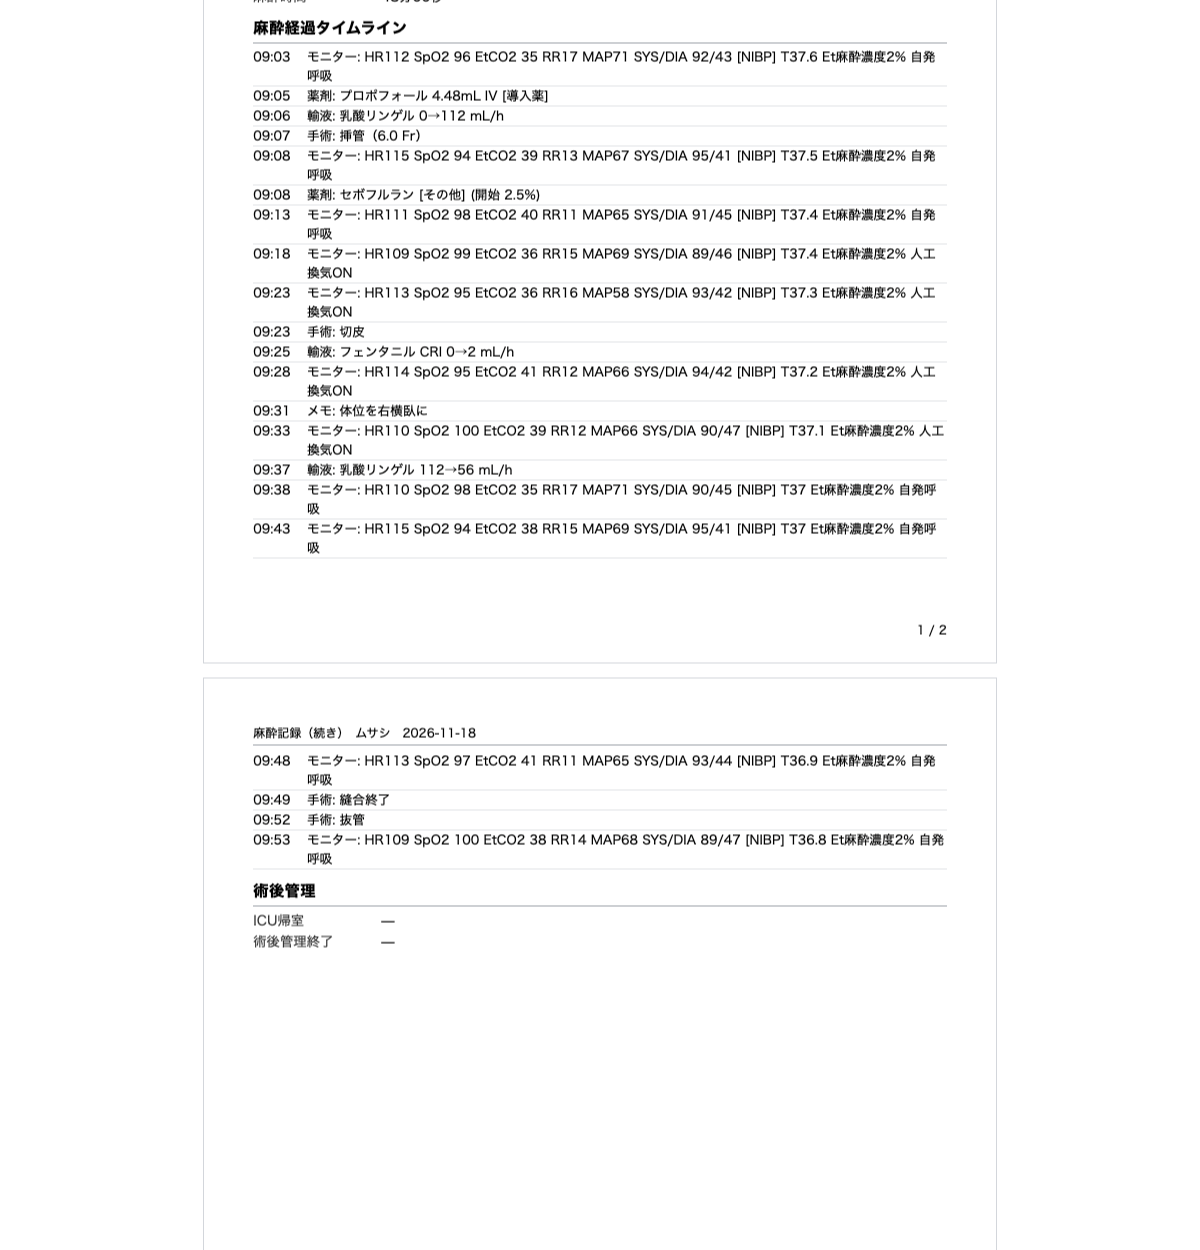 麻酔経過タイムライン
09:03 モニター: HR112 SpO2 96 EtCO2 35 RR17 MAP71 SYS/DIA 92/43 [NIBP] T37.6 Et麻酔濃度2% 自発
呼吸
09:05 薬剤: プロポフォール 4.48mL IV [導入薬]
09:06 輸液: 乳酸リンゲル 0→112 mL/h
09:07 手術: 挿管（6.0 Fr）
09:08 モニター: HR115 SpO2 94 EtCO2 39 RR13 MAP67 SYS/DIA 95/41 [NIBP] T37.5 Et麻酔濃度2% 自発
呼吸
09:08 薬剤: セボフルラン [その他] (開始 2.5%)
09:13 モニター: HR111 SpO2 98 EtCO2 40 RR11 MAP65 SYS/DIA 91/45 [NIBP] T37.4 Et麻酔濃度2% 自発
呼吸
09:18 モニター: HR109 SpO2 99 EtCO2 36 RR15 MAP69 SYS/DIA 89/46 [NIBP] T37.4 Et麻酔濃度2% 人工
換気ON
09:23 モニター: HR113 SpO2 95 EtCO2 36 RR16 MAP58 SYS/DIA 93/42 [NIBP] T37.3 Et麻酔濃度2% 人工
換気ON
09:23 手術: 切皮
09:25 輸液: フェンタニル CRI 0→2 mL/h
09:28 モニター: HR114 SpO2 95 EtCO2 41 RR12 MAP66 SYS/DIA 94/42 [NIBP] T37.2 Et麻酔濃度2% 人工
換気ON
09:31 メモ: 体位を右横臥に
09:33 モニター: HR110 SpO2 100 EtCO2 39 RR12 MAP66 SYS/DIA 90/47 [NIBP] T37.1 Et麻酔濃度2% 人工
換気ON
09:37 輸液: 乳酸リンゲル 112→56 mL/h
09:38 モニター: HR110 SpO2 98 EtCO2 35 RR17 MAP71 SYS/DIA 90/45 [NIBP] T37 Et麻酔濃度2% 自発呼
吸
09:43 モニター: HR115 SpO2 94 EtCO2 38 RR15 MAP69 SYS/DIA 95/41 [NIBP] T37 Et麻酔濃度2% 自発呼
吸
1 / 2
麻酔記録（続き） ムサシ 2026-11-18
09:48 モニター: HR113 SpO2 97 EtCO2 41 RR11 MAP65 SYS/DIA 93/44 [NIBP] T36.9 Et麻酔濃度2% 自発
呼吸
09:49 手術: 縫合終了
09:52 手術: 抜管
09:53 モニター: HR109 SpO2 100 EtCO2 38 RR14 MAP68 SYS/DIA 89/47 [NIBP] T36.8 Et麻酔濃度2% 自発
呼吸
術後管理
ICU帰室 —
術後管理終了 —